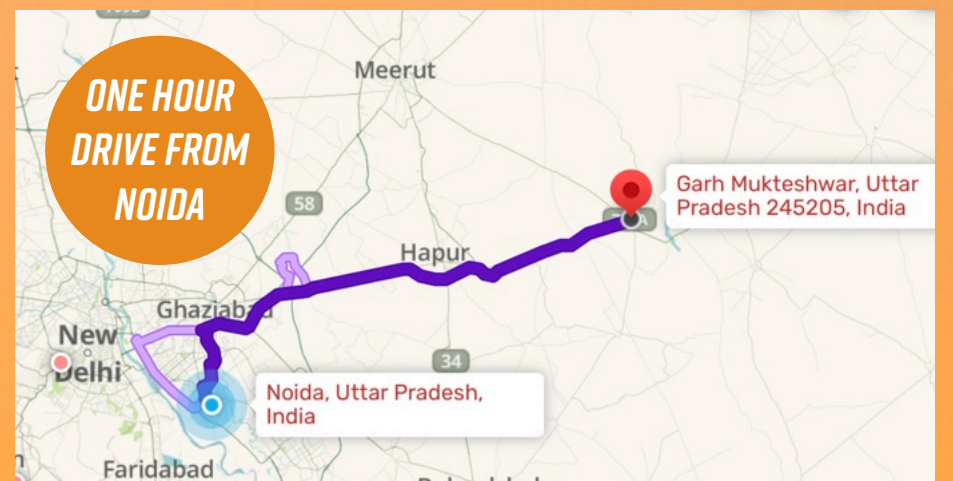 ONE HOUR
DRIVE FROM
NOIDA
Meerut
58
Garh Mukteshwar, Uttar
Pradesh 245205, India
Hapur
Ghaziabad
New
Delhi
34
Noida, Uttar Pradesh,
India
Faridabad